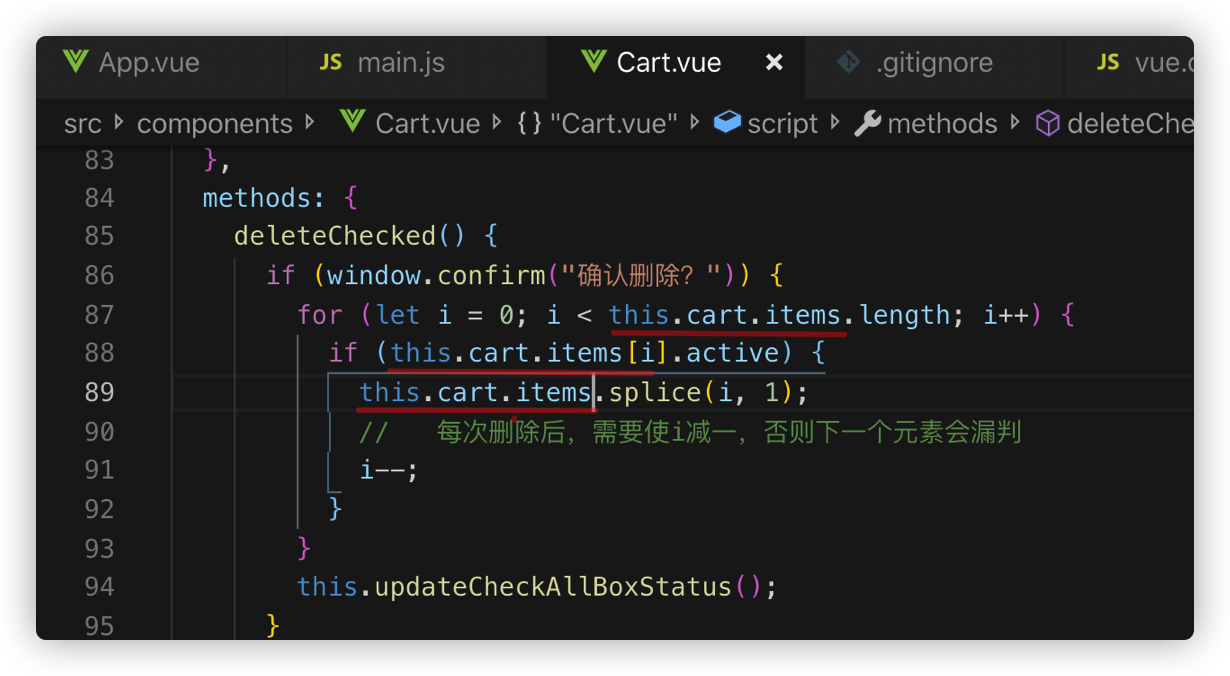 App.vue JS main.js Cart.vue × .gitignore JS vue.c
src components Cart.vue {} "Cart.vue" script methods deleteChe
83 },
84 methods: {
85 deleteChecked() {
86 if (window.confirm("确认删除？")) {
87 for (let i = 0; i < this.cart.items.length; i++) {
88 if (this.cart.items[i].active) {
89 this.cart.items.splice(i, 1);
90 // 每次删除后，需要使i减一，否则下一个元素会漏判
91 i--;
92 }
93 }
94 this.updateCheckAllBoxStatus();
95 }